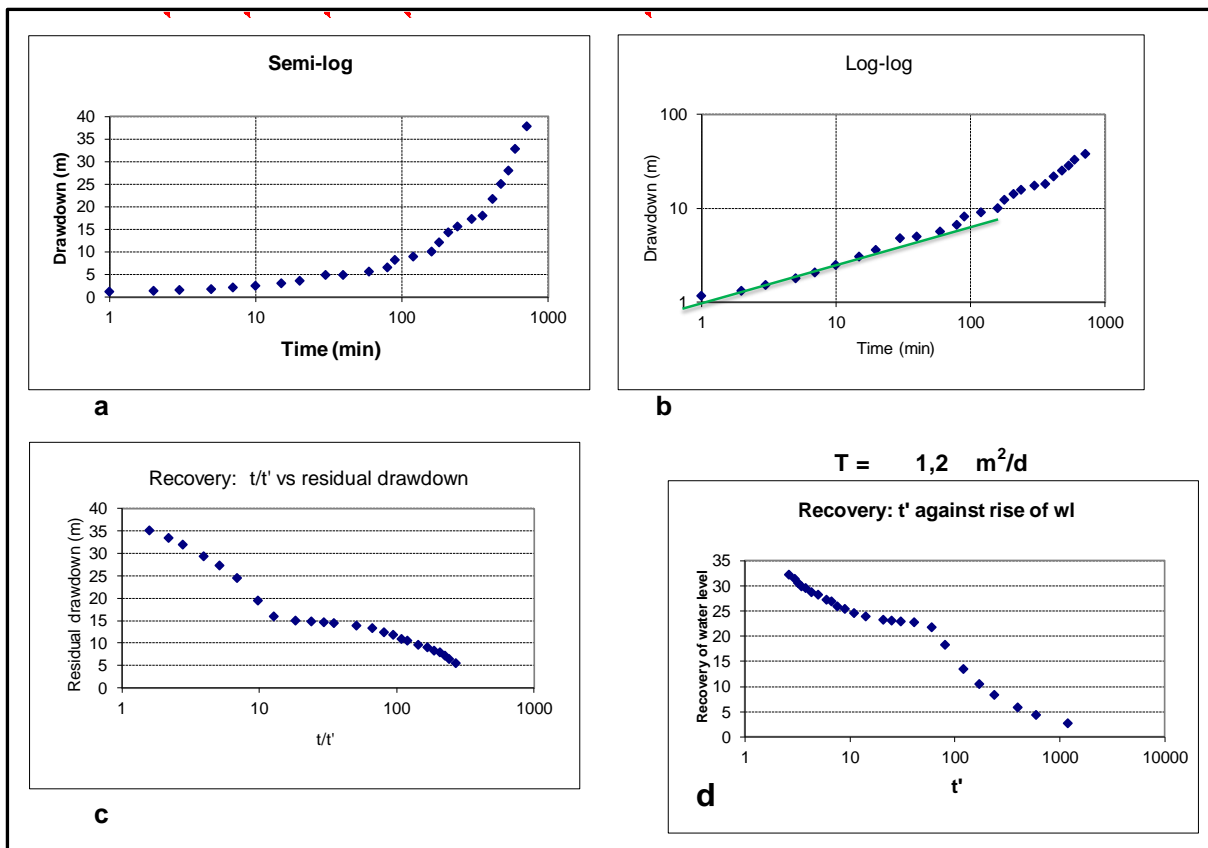 Semi-log
40
35
30
25
20
15
10
5
0
Drawdown (m)
1 10 100 1000
Time (min)
a
Log-log
100
10
1
Drawdown (m)
1 10 100 1000
Time (min)
b
Recovery: t/t' vs residual drawdown
40
35
30
25
20
15
10
5
0
Residual drawdown (m)
1 10 100 1000
t/t'
c
T = 1,2 m²/d
Recovery: t' against rise of wl
35
30
25
20
15
10
5
0
Recovery of water level
1 10 100 1000 10000
t'
d